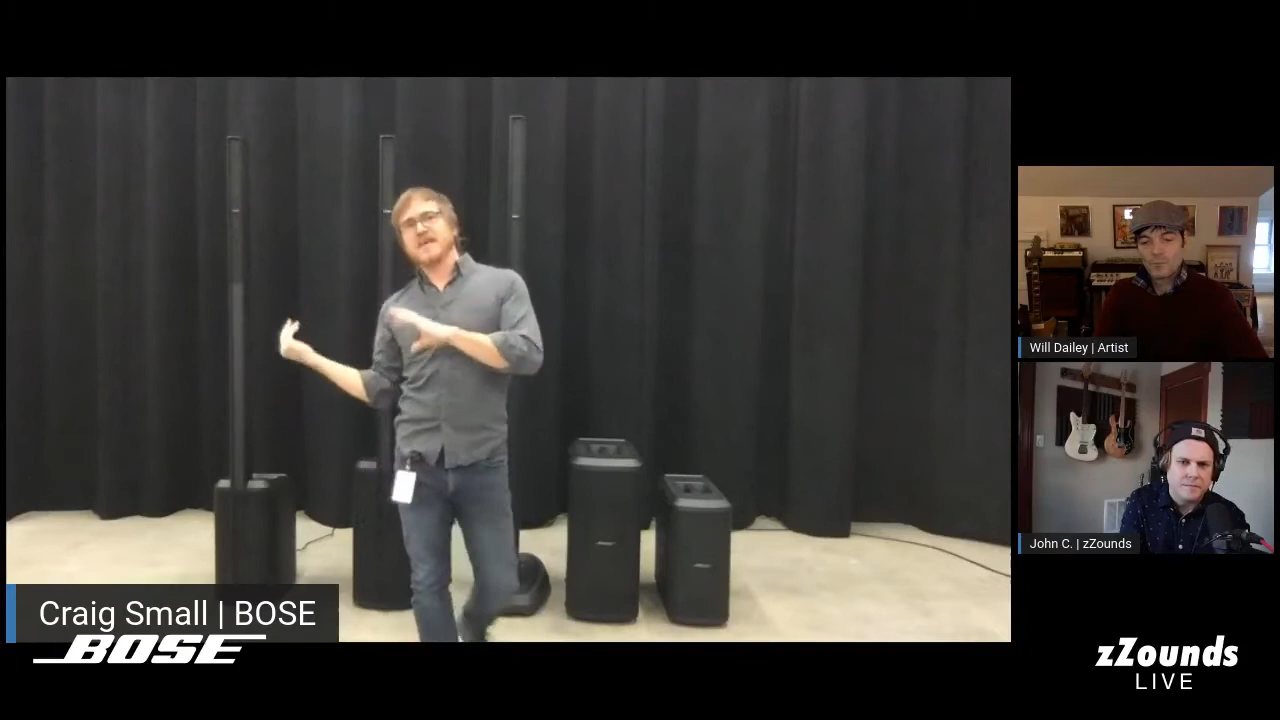 Will Dailey | Artist
John C. | zZounds
Craig Small | BOSE
BOSE
zZounds
LIVE